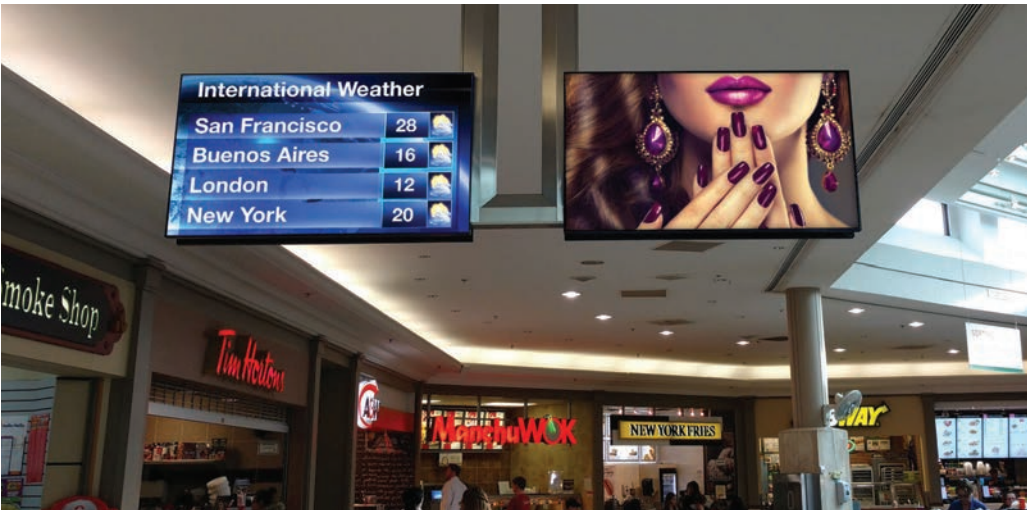 International Weather
San Francisco 28
Buenos Aires 16
London 12
New York 20
moke Shop
Tim Hortons
A&W
ManchuWOK
NEW YORK FRIES
WAY